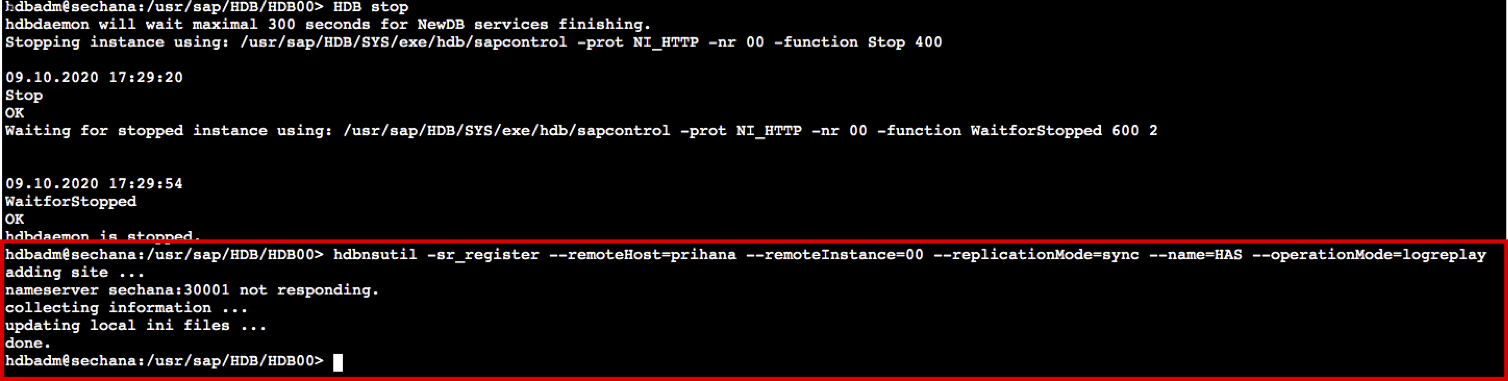 hdbadm@sechana:/usr/sap/HDB/HDB00> HDB stop
hdbdaemon will wait maximal 300 seconds for NewDB services finishing.
Stopping instance using: /usr/sap/HDB/SYS/exe/hdb/sapcontrol -prot NI_HTTP -nr 00 -function Stop 400
09.10.2020 17:29:20
Stop
OK
Waiting for stopped instance using: /usr/sap/HDB/SYS/exe/hdb/sapcontrol -prot NI_HTTP -nr 00 -function WaitforStopped 600 2
09.10.2020 17:29:54
WaitforStopped
OK
hdbdaemon is stopped.
hdbadm@sechana:/usr/sap/HDB/HDB00> hdbnsutil -sr_register --remoteHost=prihana --remoteInstance=00 --replicationMode=sync --name=HAS --operationMode=logreplay
adding site ...
nameserver sechana:30001 not responding.
collecting information ...
updating local ini files ...
done.
hdbadm@sechana:/usr/sap/HDB/HDB00>